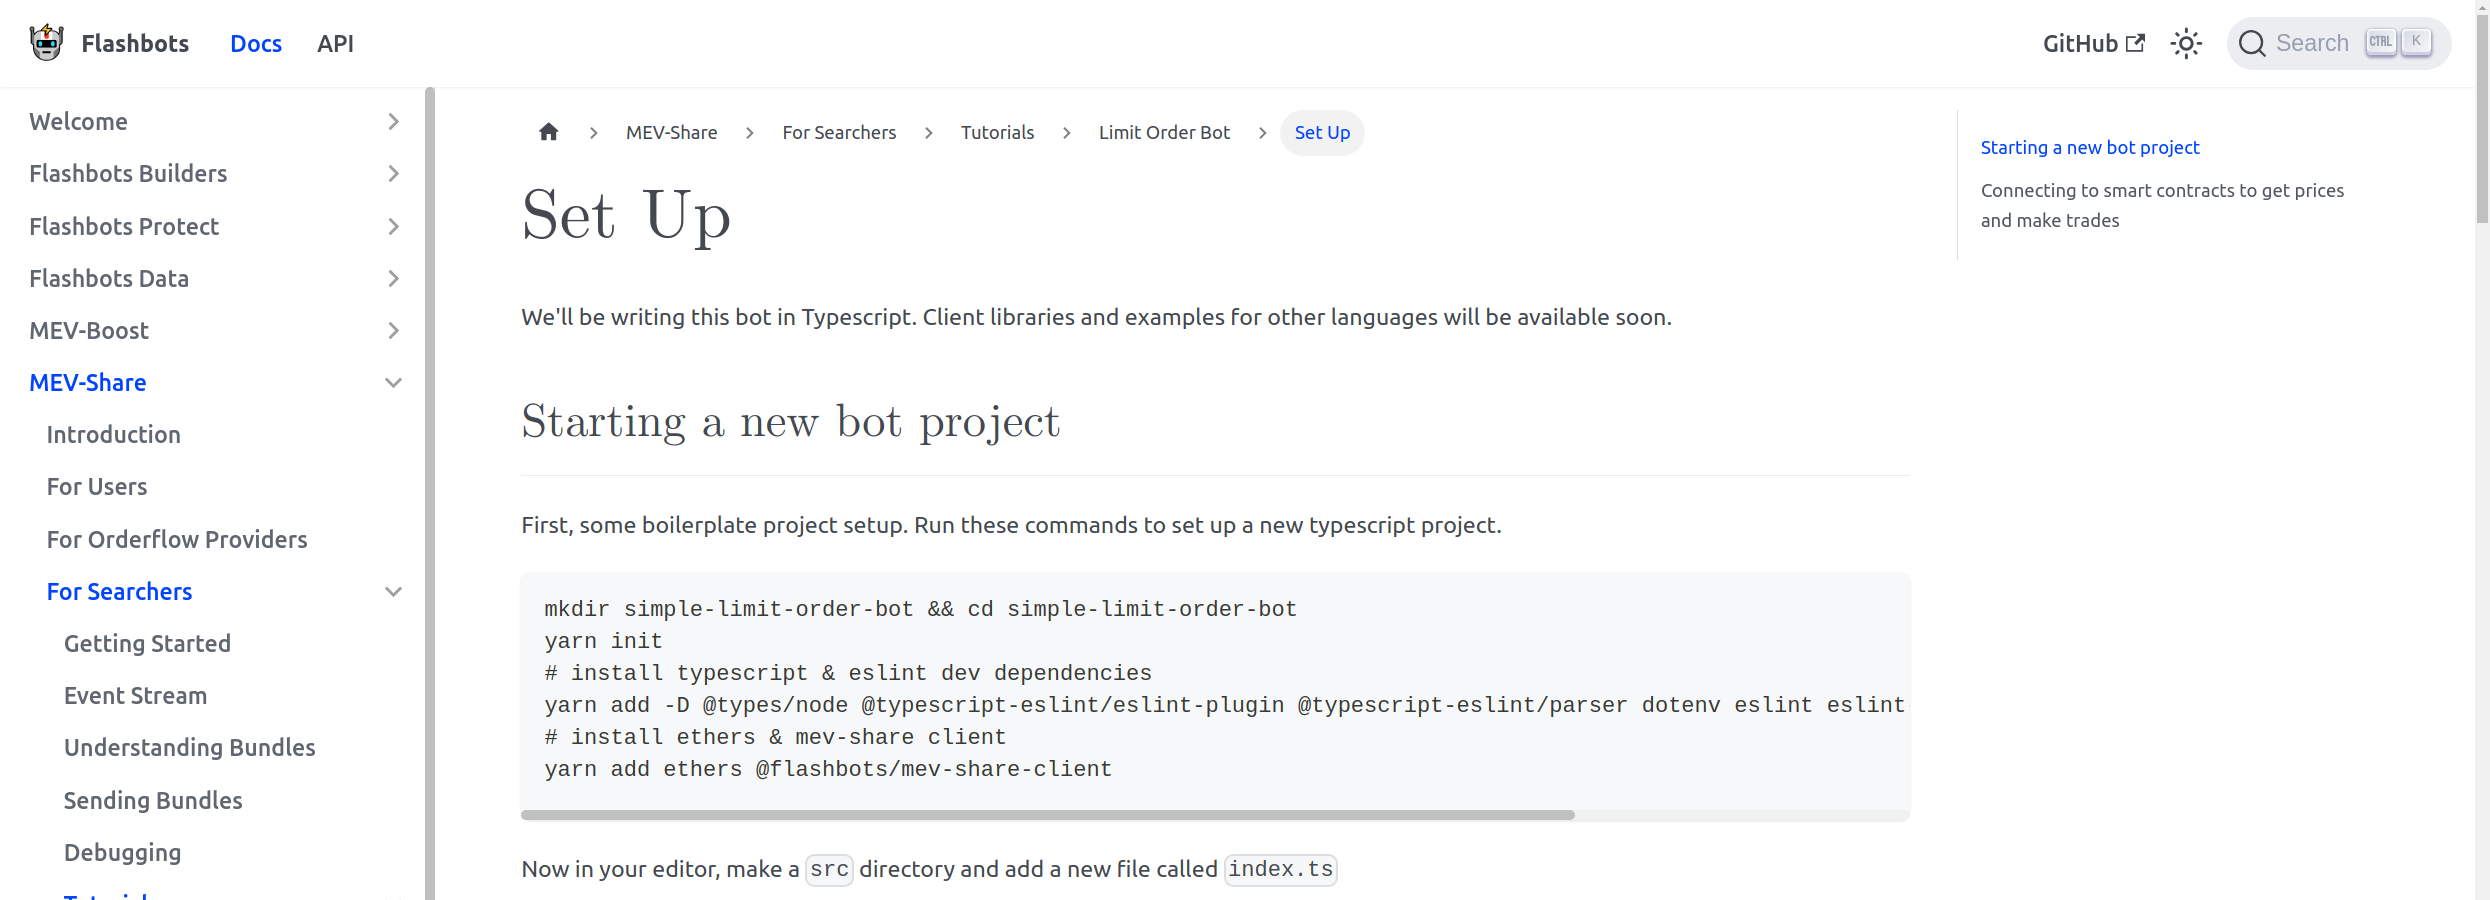 Flashbots Docs API GitHub Search CTRL K
Welcome
Flashbots Builders
Flashbots Protect
Flashbots Data
MEV-Boost
MEV-Share
Introduction
For Users
For Orderflow Providers
For Searchers
Getting Started
Event Stream
Understanding Bundles
Sending Bundles
Debugging
MEV-Share For Searchers Tutorials Limit Order Bot Set Up
Set Up
We'll be writing this bot in Typescript. Client libraries and examples for other languages will be available soon.
Starting a new bot project
First, some boilerplate project setup. Run these commands to set up a new typescript project.
mkdir simple-limit-order-bot && cd simple-limit-order-bot
yarn init
# install typescript & eslint dev dependencies
yarn add -D @types/node @typescript-eslint/eslint-plugin @typescript-eslint/parser dotenv eslint eslint-
# install ethers & mev-share client
yarn add ethers @flashbots/mev-share-client
Now in your editor, make a src directory and add a new file called index.ts
Starting a new bot project
Connecting to smart contracts to get prices
and make trades